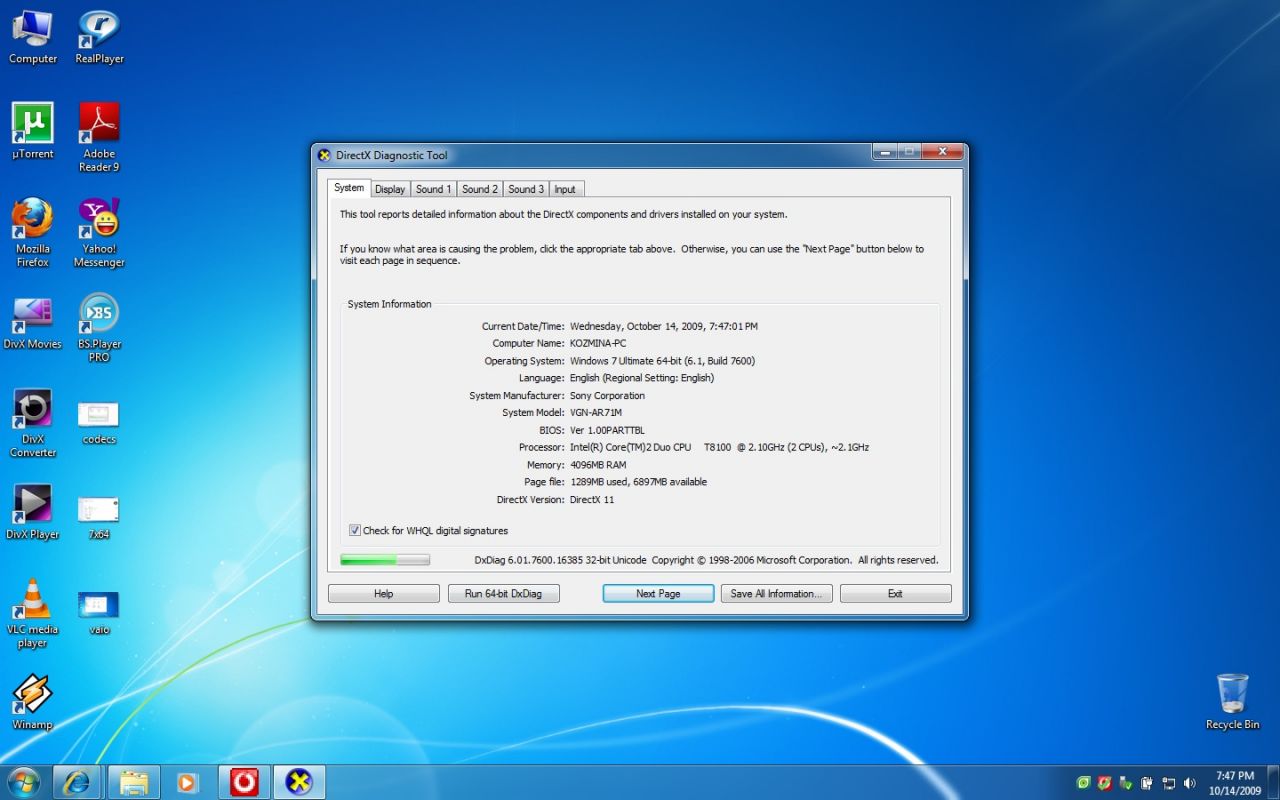 Computer
RealPlayer
µTorrent
Adobe
Reader 9
Mozilla
Firefox
Yahoo!
Messenger
DivX Movies
BS.Player
PRO
DivX
Converter
codecs
DivX Player
7x64
VLC media
player
vaio
Winamp
Recycle Bin
DirectX Diagnostic Tool
System
Display
Sound 1
Sound 2
Sound 3
Input
This tool reports detailed information about the DirectX components and drivers installed on your system.
If you know what area is causing the problem, click the appropriate tab above.  Otherwise, you can use the "Next Page" button below to
visit each page in sequence.
System Information
Current Date/Time: Wednesday, October 14, 2009, 7:47:01 PM
Computer Name: KOZMINA-PC
Operating System: Windows 7 Ultimate 64-bit (6.1, Build 7600)
Language: English (Regional Setting: English)
System Manufacturer: Sony Corporation
System Model: VGN-AR71M
BIOS: Ver 1.00PARTTBL
Processor: Intel(R) Core(TM)2 Duo CPU     T8100  @ 2.10GHz (2 CPUs), ~2.1GHz
Memory: 4096MB RAM
Page file: 1289MB used, 6897MB available
DirectX Version: DirectX 11
Check for WHQL digital signatures
DxDiag 6.01.7600.16385 32-bit Unicode  Copyright © 1998-2006 Microsoft Corporation.  All rights reserved.
Help
Run 64-bit DxDiag
Next Page
Save All Information...
Exit
7:47 PM
10/14/2009